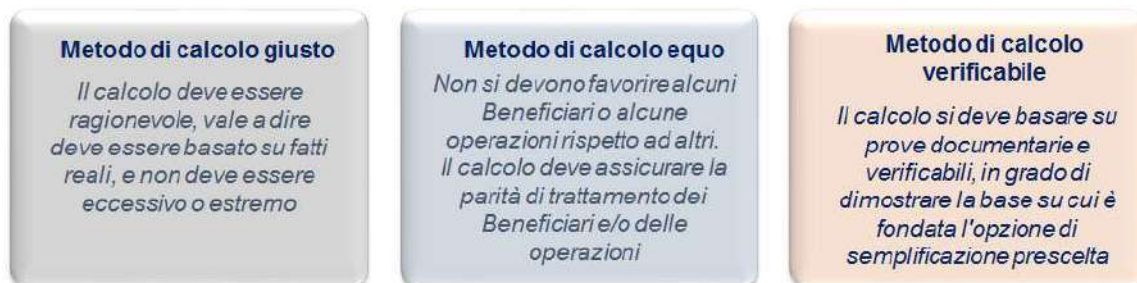 Metodo di calcolo giusto
Il calcolo deve essere
ragionevole, vale a dire
deve essere basato su fatti
reali, e non deve essere
eccessivo o estremo
Metodo di calcolo equo
Non si devono favorire alcuni
Beneficiari o alcune
operazioni rispetto ad altri.
Il calcolo deve assicurare la
parità di trattamento dei
Beneficiari e/o delle
operazioni
Metodo di calcolo
verificabile
Il calcolo si deve basare su
prove documentarie e
verificabili, in grado di
dimostrare la base su cui è
fondata l'opzione di
semplificazione prescelta